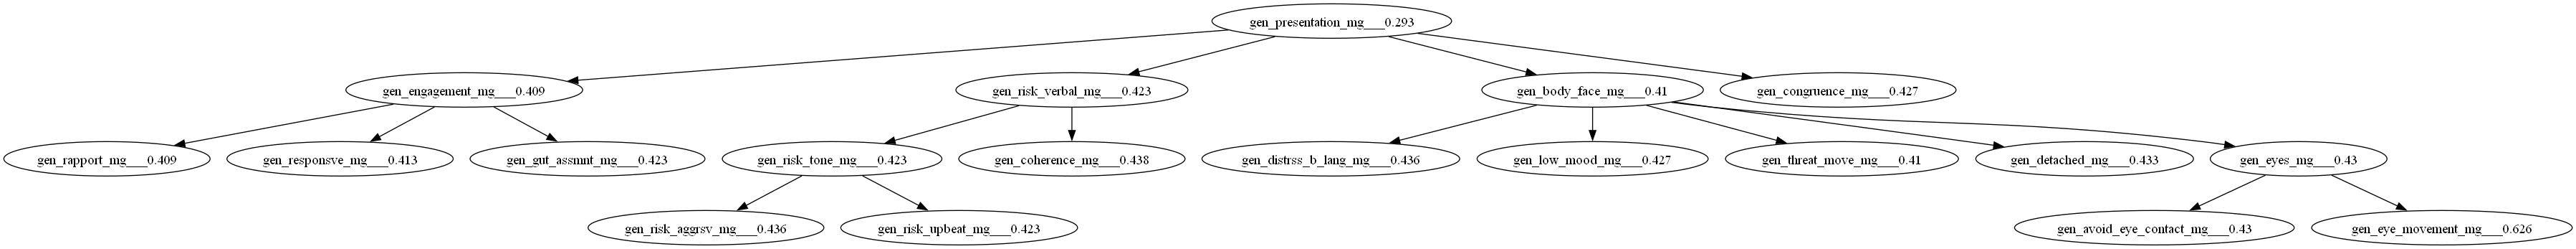 gen_presentation_mg___0.293
gen_engagement_mg___0.409
gen_risk_verbal_mg___0.423
gen_body_face_mg___0.41
gen_congruence_mg___0.427
gen_rapport_mg___0.409
gen_responsve_mg___0.413
gen_gut_assmnt_mg___0.423
gen_risk_tone_mg___0.423
gen_coherence_mg___0.438
gen_distrss_b_lang_mg___0.436
gen_low_mood_mg___0.427
gen_threat_move_mg___0.41
gen_detached_mg___0.433
gen_eyes_mg___0.43
gen_risk_aggrsv_mg___0.436
gen_risk_upbeat_mg___0.423
gen_avoid_eye_contact_mg___0.43
gen_eye_movement_mg___0.626